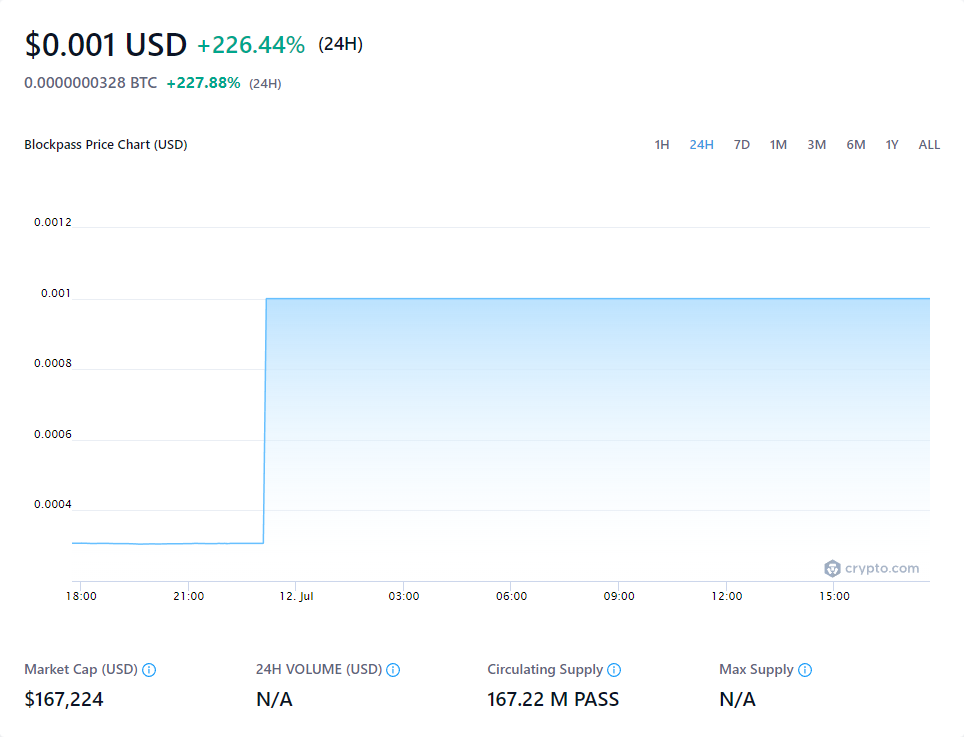 $0.001 USD +226.44% (24H)
0.0000000328 BTC +227.88% (24H)
Blockpass Price Chart (USD) 1H 24H 7D 1M 3M 6M 1Y ALL
0.0012
0.001
0.0008
0.0006
0.0004
crypto.com
18:00 21:00 12. Jul 03:00 06:00 09:00 12:00 15:00
Market Cap (USD) 24H VOLUME (USD) Circulating Supply Max Supply
$167,224 N/A 167.22 M PASS N/A